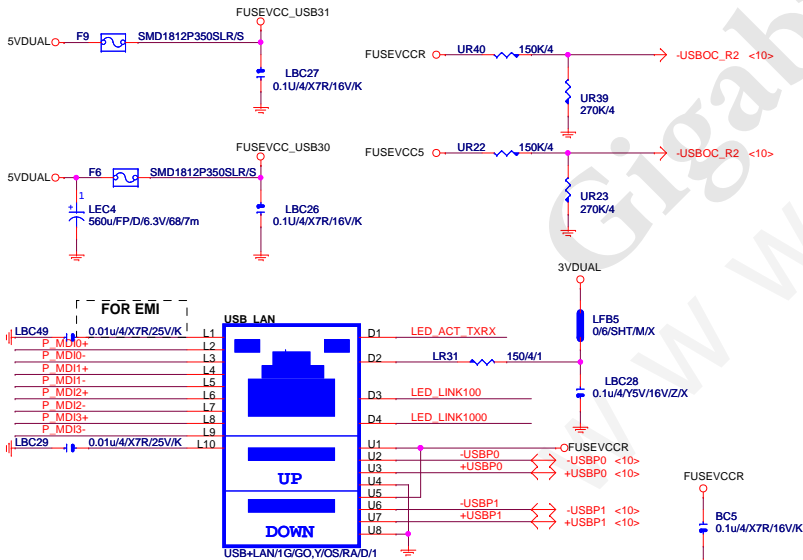 FUSEVCC_USB31
5VDUAL F9 SMD1812P350SLR/S
LBC27
0.1U/4/X7R/16V/K
FUSEVCCR UR40 150K/4 -USBOC_R2 <10>
UR39
270K/4
FUSEVCC_USB30
5VDUAL F6 SMD1812P350SLR/S
1
+
LEC4
560u/FP/D/6.3V/68/7m
LBC26
0.1U/4/X7R/16V/K
FUSEVCC5 UR22 150K/4 -USBOC_R2 <10>
UR23
270K/4
Gigab
w w w
3VDUAL
LFB5
0/6/SHT/M/X
LBC28
0.1u/4/Y5V/16V/Z/X
FOR EMI
USB_LAN
LBC49 0.01u/4/X7R/25V/K L1
P_MDI0+ L2
P_MDI0- L3
P_MDI1+ L4
P_MDI1- L5
P_MDI2+ L6
P_MDI2- L7
P_MDI3+ L8
P_MDI3- L9
LBC29 0.01u/4/X7R/25V/K L10
UP
DOWN
D1 LED_ACT_TXRX
D2 LR31 150/4/1
D3 LED_LINK100
D4 LED_LINK1000
U1 FUSEVCCR
U2 -USBP0 -USBP0 <10>
U3 +USBP0 +USBP0 <10>
U4
U5
U6 -USBP1 -USBP1 <10>
U7 +USBP1 +USBP1 <10>
U8
USB+LAN/1G/GO,Y/OS/RA/D/1
FUSEVCCR
BC5
0.1u/4/X7R/16V/K